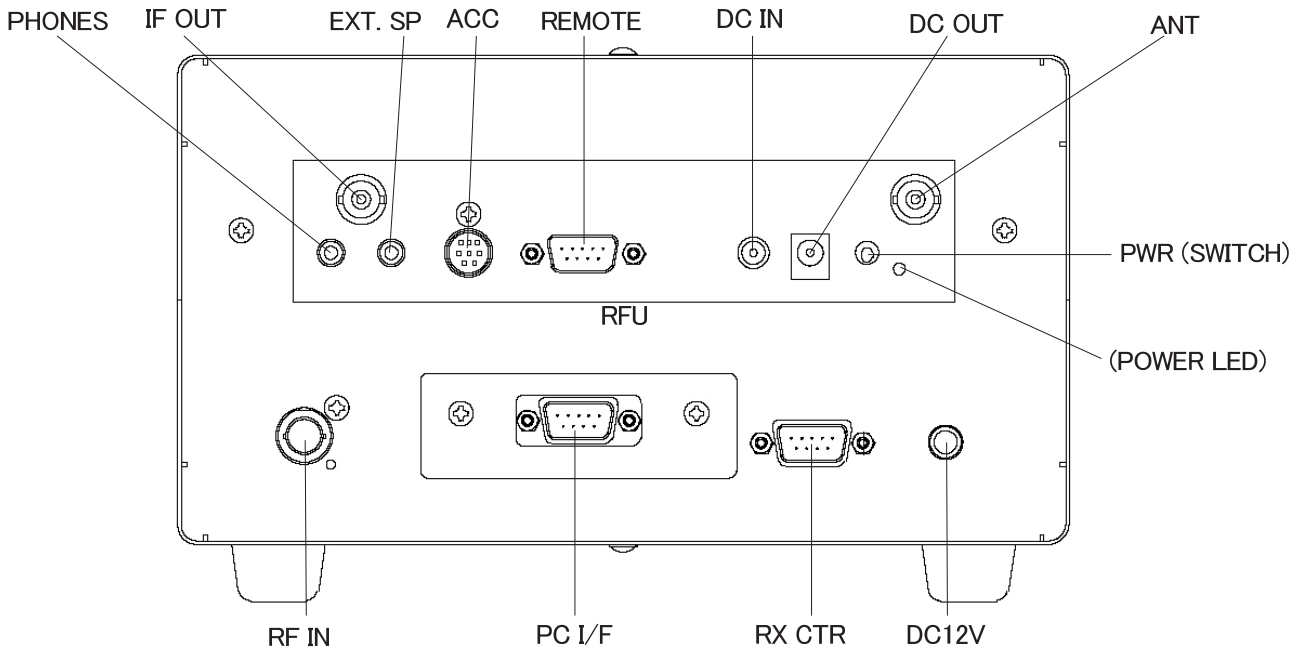 PHONES
IF OUT
EXT. SP
ACC
REMOTE
DC IN
DC OUT
ANT
PWR (SWITCH)
RFU
(POWER LED)
RF IN
PC I/F
RX CTR
DC12V